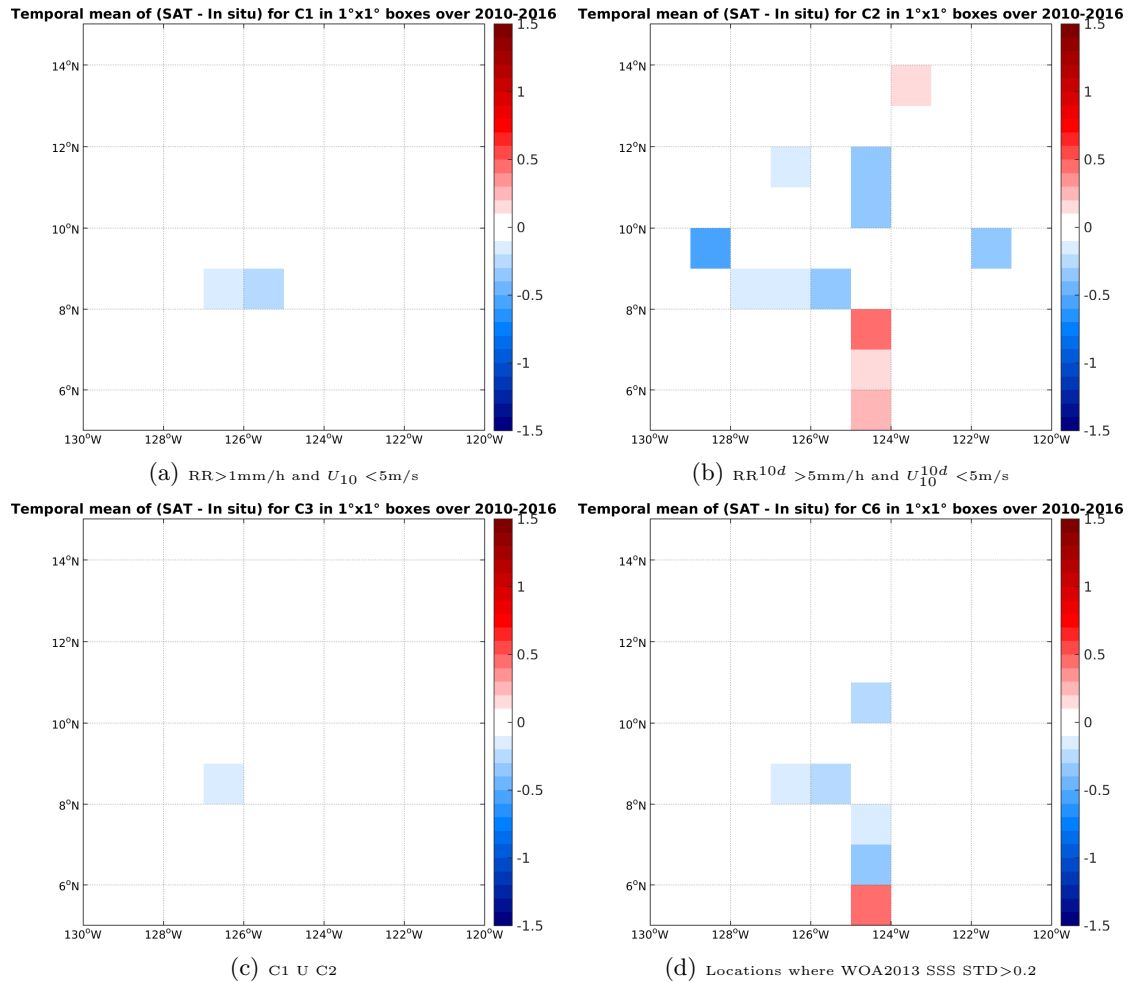 Temporal mean of (SAT - In situ) for C1 in 1°x1° boxes over 2010-2016
1.5
1
0.5
0
-0.5
-1
-1.5
14°N
12°N
10°N
8°N
6°N
130°W 128°W 126°W 124°W 122°W 120°W
(a) RR>1mm/h and U₁₀ <5m/s
Temporal mean of (SAT - In situ) for C2 in 1°x1° boxes over 2010-2016
1.5
1
0.5
0
-0.5
-1
-1.5
14°N
12°N
10°N
8°N
6°N
130°W 128°W 126°W 124°W 122°W 120°W
(b) RR¹⁰ᵈ >5mm/h and U₁₀¹⁰ᵈ <5m/s
Temporal mean of (SAT - In situ) for C3 in 1°x1° boxes over 2010-2016
1.5
1
0.5
0
-0.5
-1
-1.5
14°N
12°N
10°N
8°N
6°N
130°W 128°W 126°W 124°W 122°W 120°W
(c) C1 U C2
Temporal mean of (SAT - In situ) for C6 in 1°x1° boxes over 2010-2016
1.5
1
0.5
0
-0.5
-1
-1.5
14°N
12°N
10°N
8°N
6°N
130°W 128°W 126°W 124°W 122°W 120°W
(d) Locations where WOA2013 SSS STD>0.2